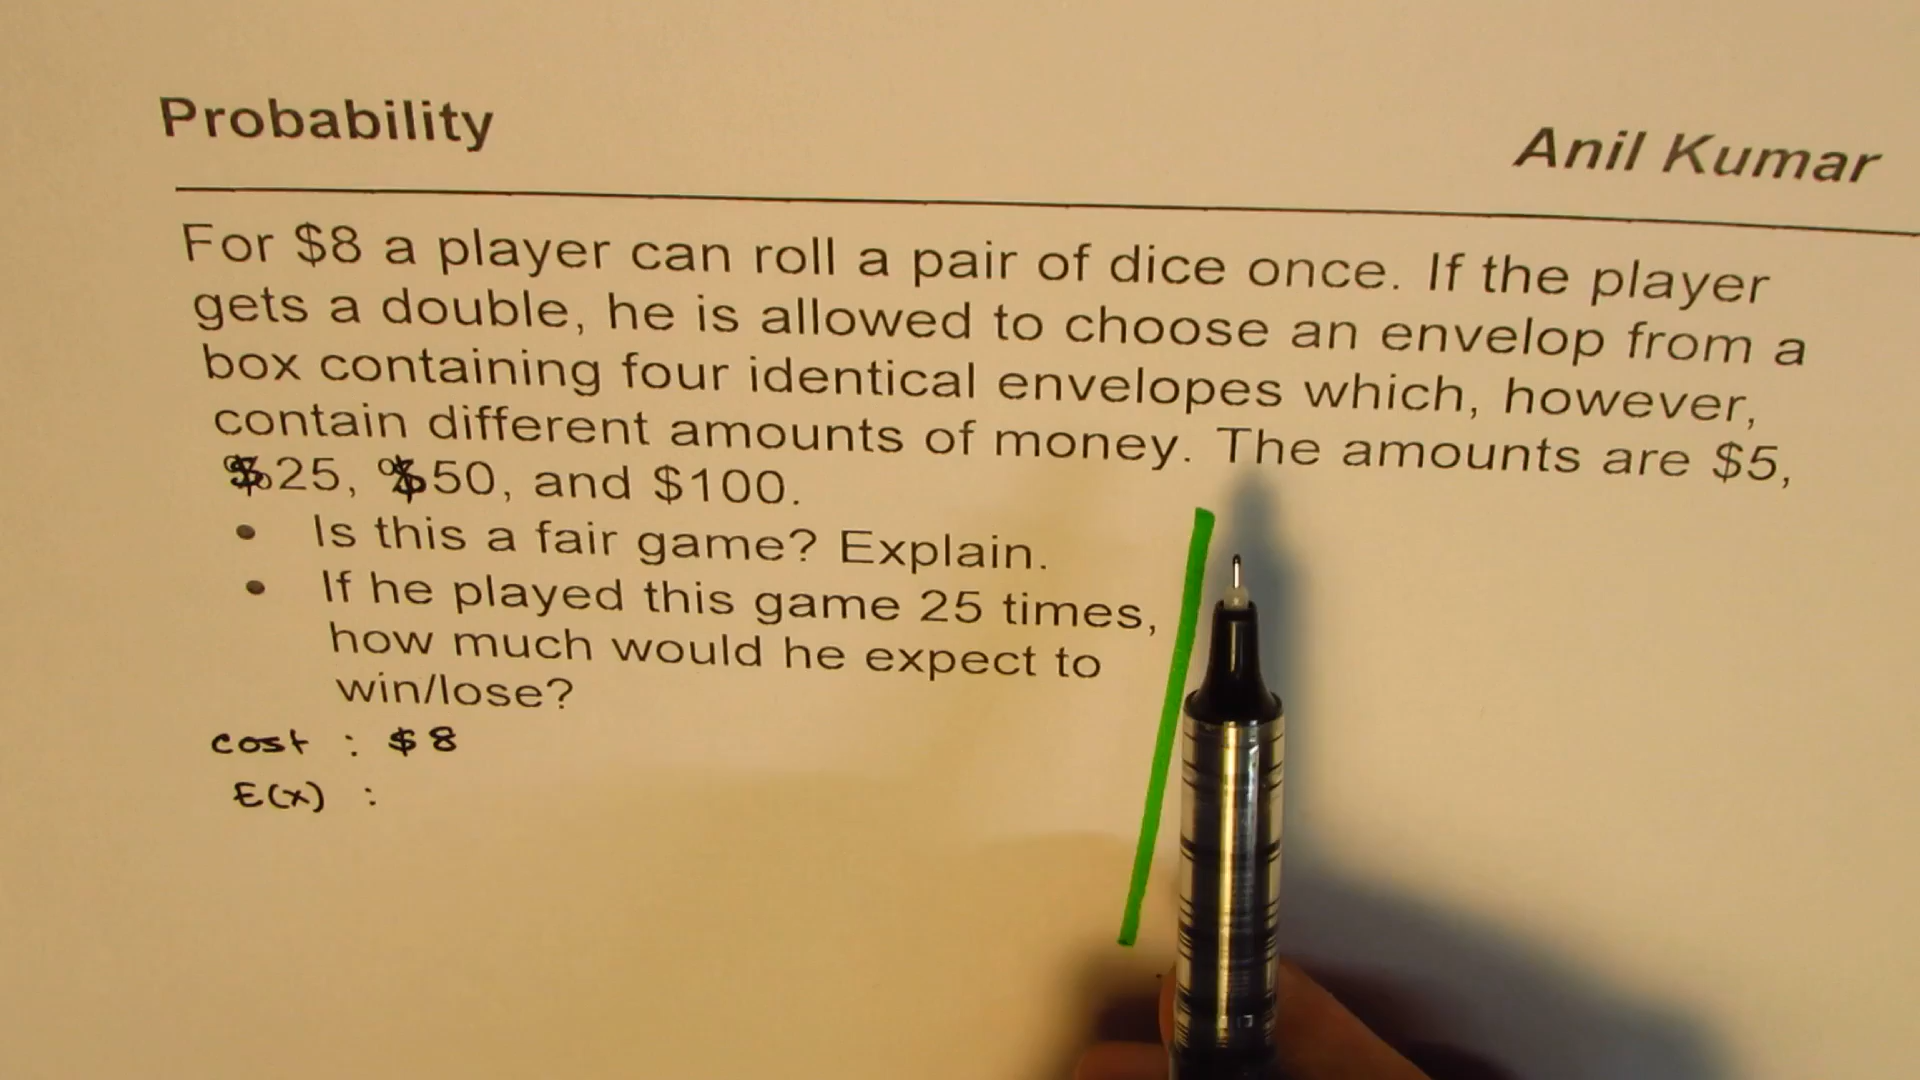 Probability
Anil Kumar
For $8 a player can roll a pair of dice once. If the player
gets a double, he is allowed to choose an envelop from a
box containing four identical envelopes which, however,
contain different amounts of money. The amounts are $5,
$25, $50, and $100.
• Is this a fair game? Explain.
• If he played this game 25 times,
how much would he expect to
win/lose?
cost : $8
E(x) :